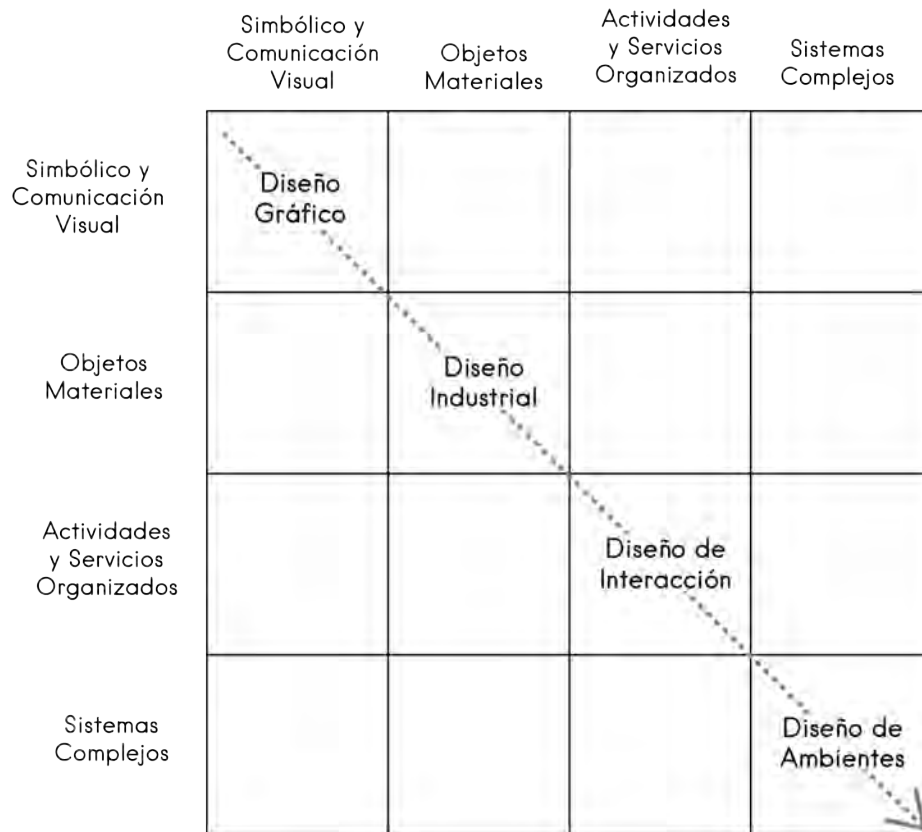 Simbólico y
Comunicación
Visual
Objetos
Materiales
Actividades
y Servicios
Organizados
Sistemas
Complejos
Simbólico y
Comunicación
Visual
Diseño
Gráfico
Objetos
Materiales
Diseño
Industrial
Actividades
y Servicios
Organizados
Diseño de
Interacción
Sistemas
Complejos
Diseño de
Ambientes